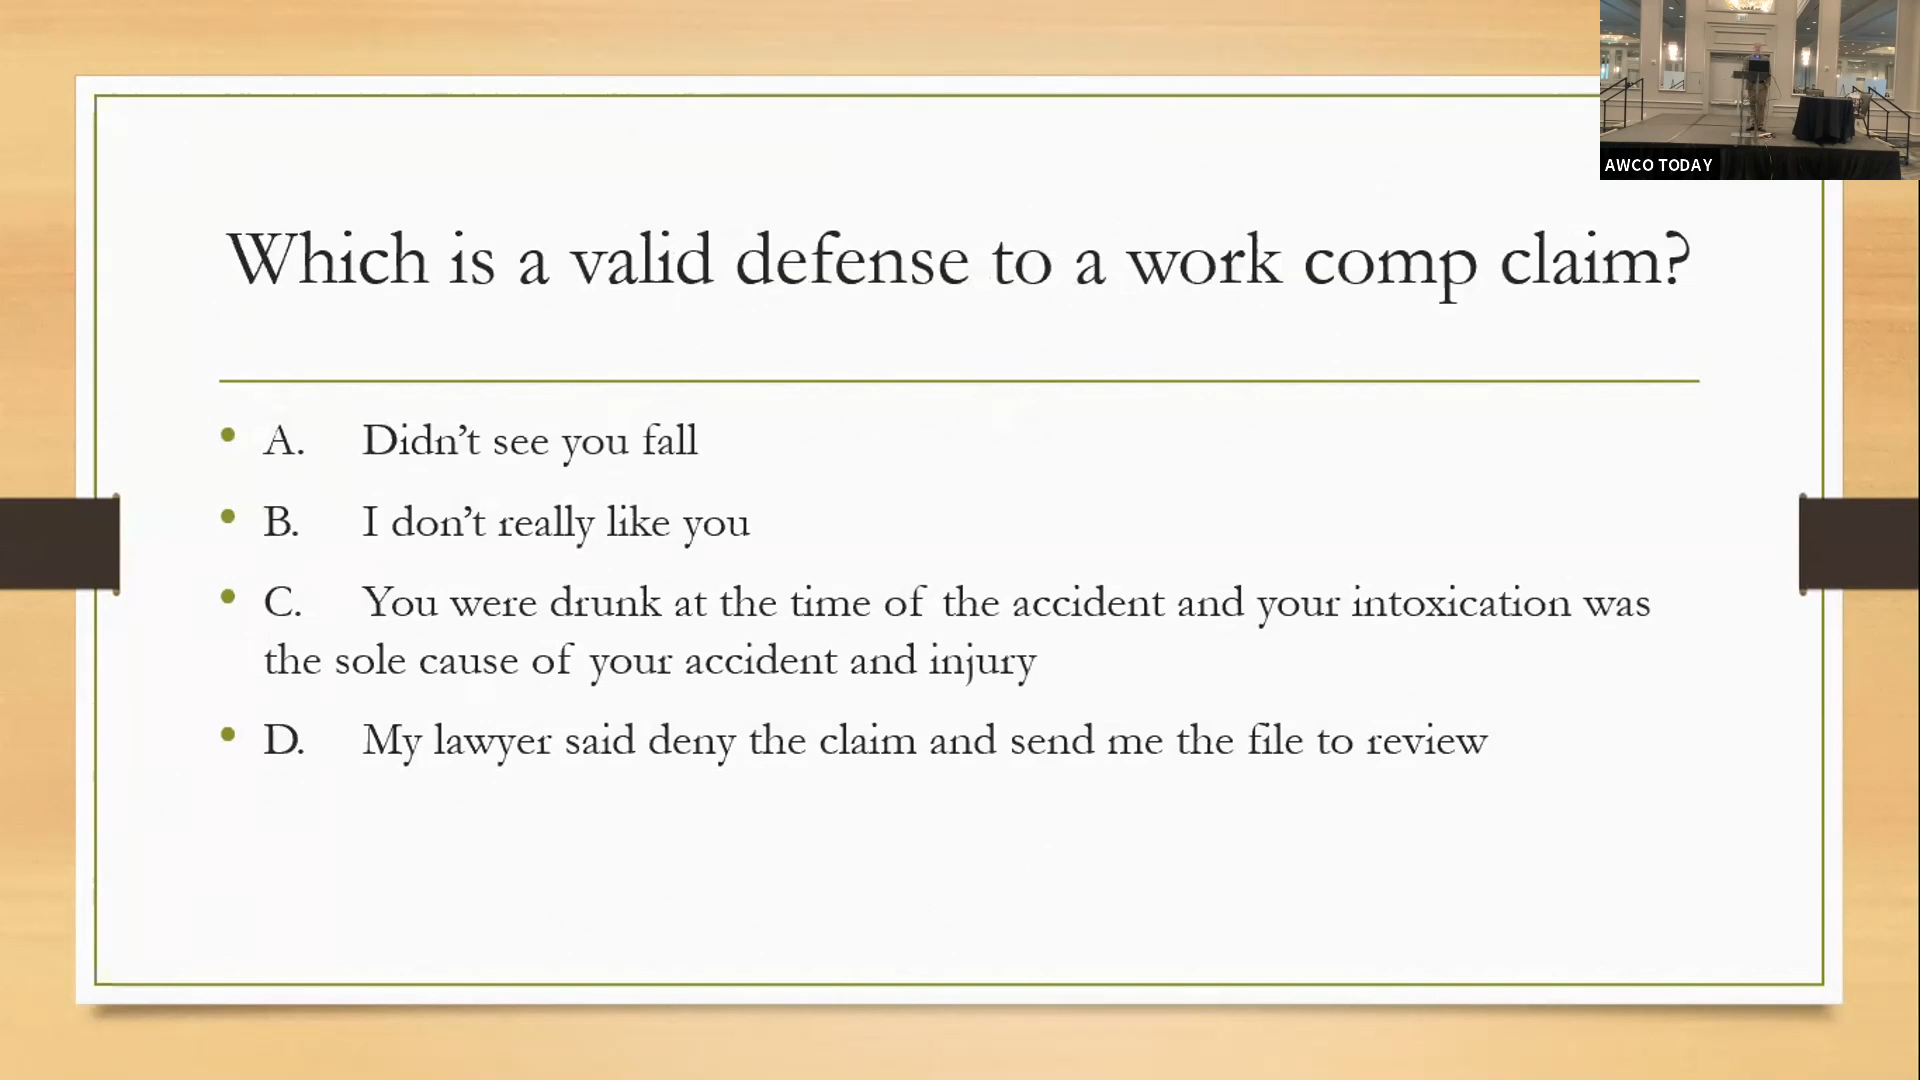 AWCO TODAY
Which is a valid defense to a work comp claim?
• A. Didn’t see you fall
• B. I don’t really like you
• C. You were drunk at the time of the accident and your intoxication was
the sole cause of your accident and injury
• D. My lawyer said deny the claim and send me the file to review